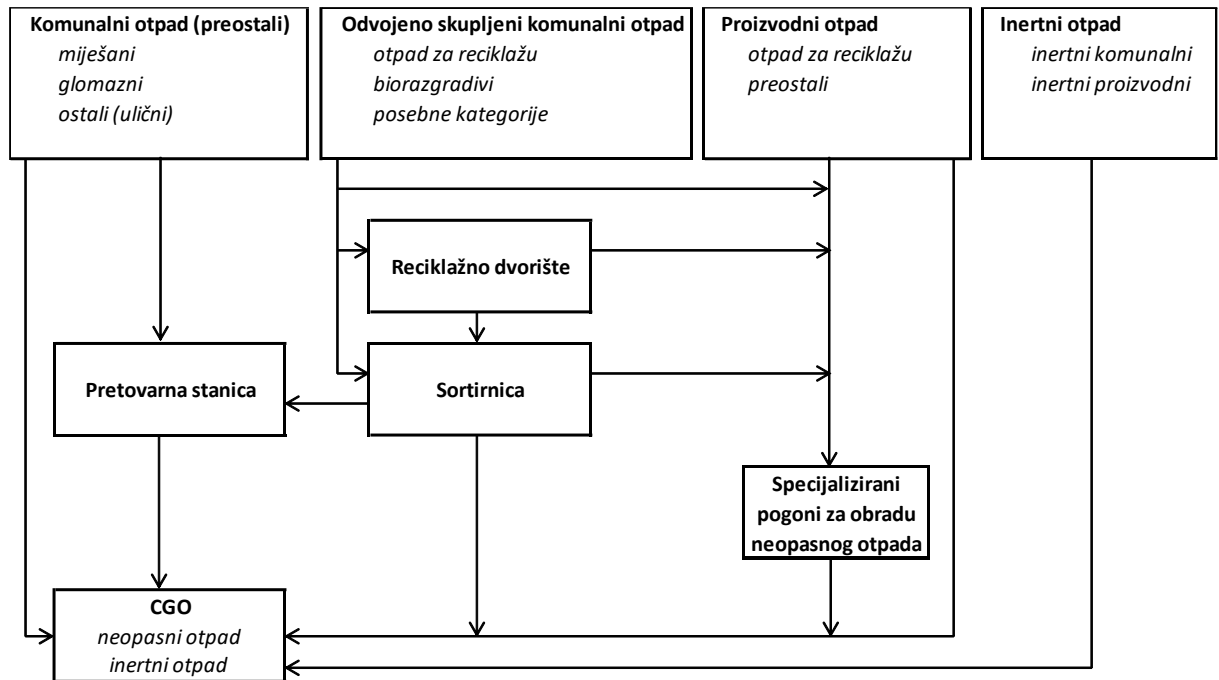 Komunalni otpad (preostali)
miješani
glomazni
ostali (ulični)
Odvojeno skupljeni komunalni otpad
otpad za reciklažu
biorazgradivi
posebne kategorije
Proizvodni otpad
otpad za reciklažu
preostali
Inertni otpad
inertni komunalni
inertni proizvodni
Reciklažno dvorište
Pretovarna stanica
Sortirnica
Specijalizirani
pogoni za obradu
neopasnog otpada
CGO
neopasni otpad
inertni otpad